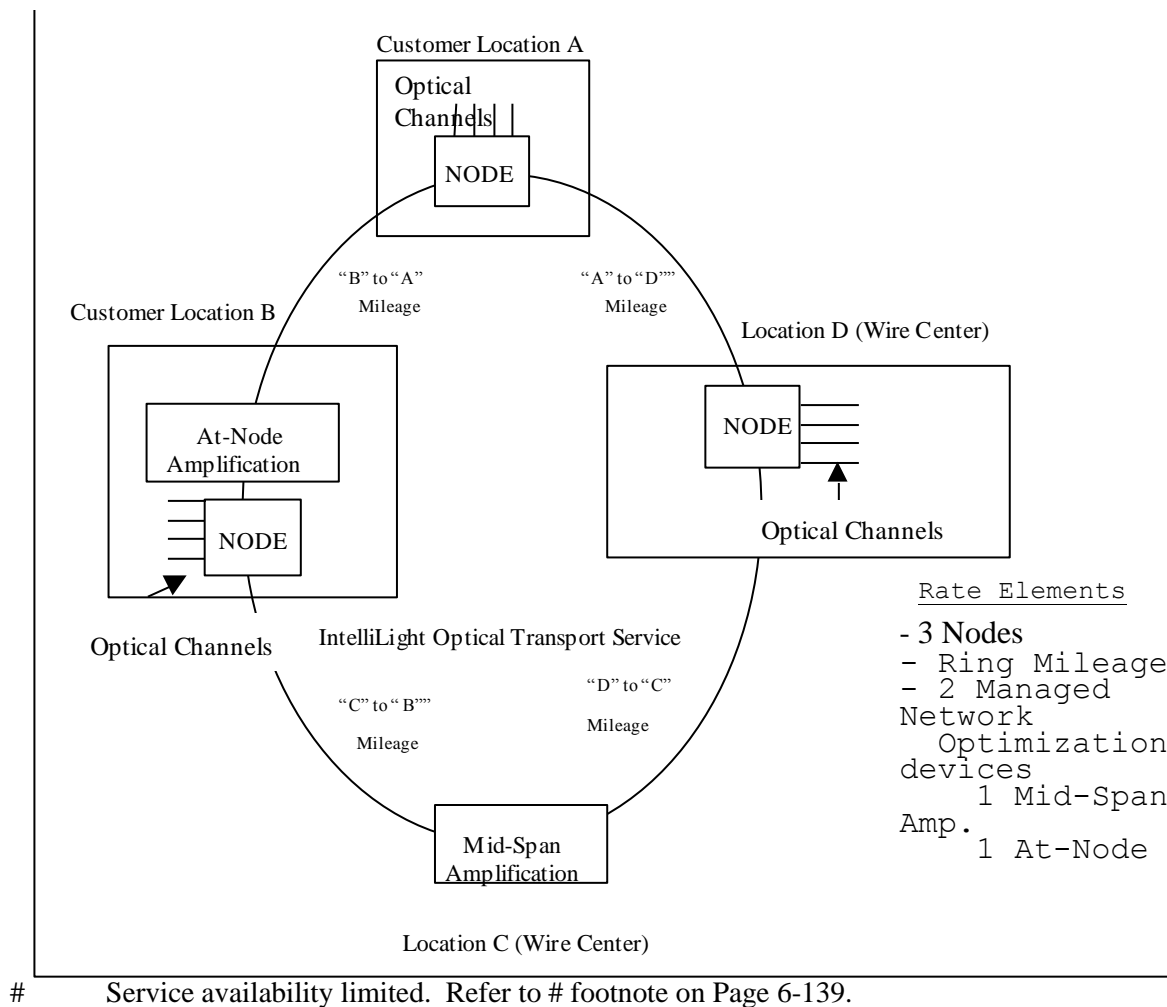 Customer Location A
Optical
Channels
NODE
“B” to “A”
Mileage
“A” to “D””
Mileage
Customer Location B
Location D (Wire Center)
At-Node
Amplification
NODE
NODE
Optical Channels
Optical Channels
IntelliLight Optical Transport Service
“C” to “B””
Mileage
“D” to “C”
Mileage
Mid-Span
Amplification
Location C (Wire Center)
Rate Elements
- 3 Nodes
- Ring Mileage
- 2 Managed
Network
Optimization
devices
1 Mid-Span
Amp.
1 At-Node
# Service availability limited. Refer to # footnote on Page 6-139.